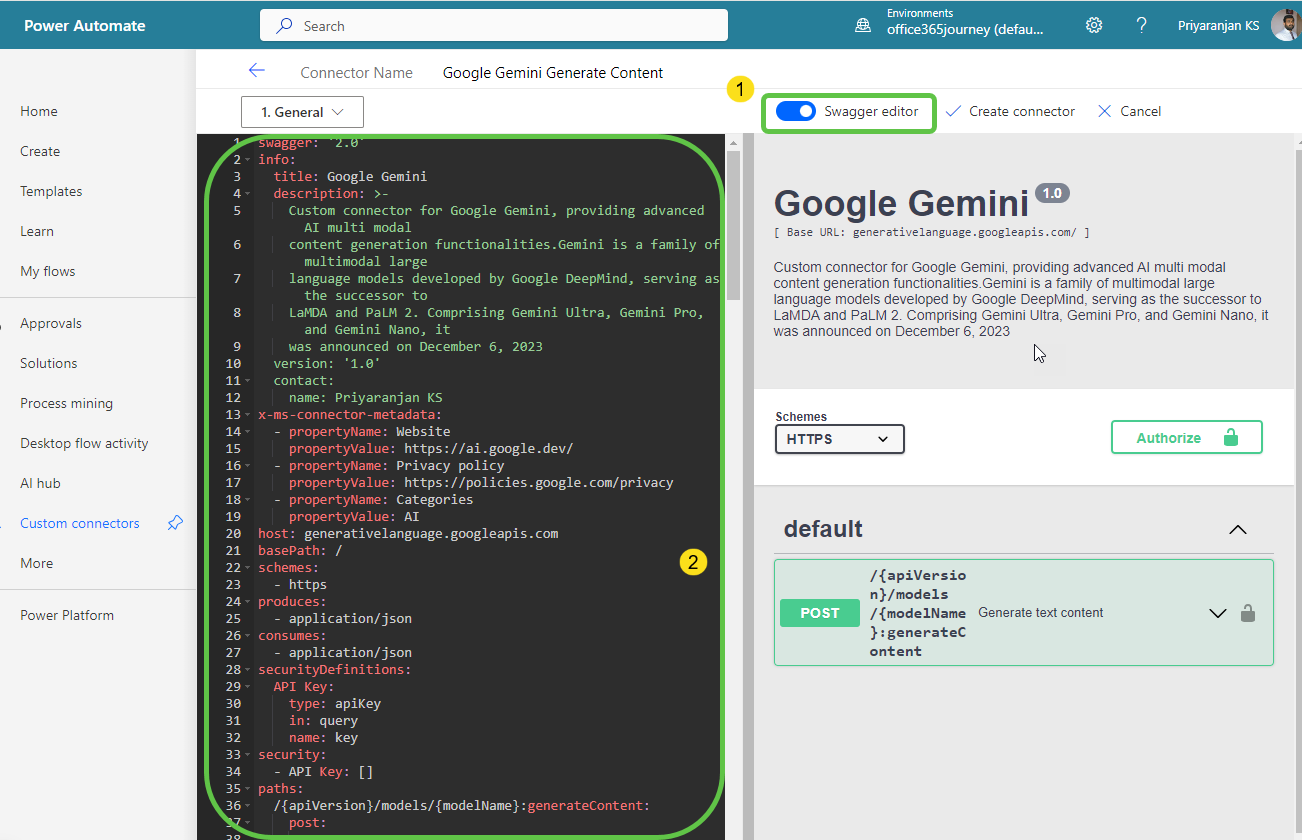 Power Automate
Search
Environments
office365journey (defau...
?
Priyaranjan KS
Home
Create
Templates
Learn
My flows
Approvals
Solutions
Process mining
Desktop flow activity
AI hub
Custom connectors
More
Power Platform
Connector Name
Google Gemini Generate Content
1. General
1
Swagger editor
Create connector
Cancel
1 swagger: '2.0'
2 info:
3 title: Google Gemini
4 description: >-
5 Custom connector for Google Gemini, providing advanced
AI multi modal
6 content generation functionalities.Gemini is a family of
multimodal large
7 language models developed by Google DeepMind, serving as
the successor to
8 LaMDA and PaLM 2. Comprising Gemini Ultra, Gemini Pro,
and Gemini Nano, it
9 was announced on December 6, 2023
10 version: '1.0'
11 contact:
12 name: Priyaranjan KS
13 x-ms-connector-metadata:
14 - propertyName: Website
15 propertyValue: https://ai.google.dev/
16 - propertyName: Privacy policy
17 propertyValue: https://policies.google.com/privacy
18 - propertyName: Categories
19 propertyValue: AI
20 host: generativelanguage.googleapis.com
21 basePath: /
22 schemes:
23 - https
24 produces:
25 - application/json
26 consumes:
27 - application/json
28 securityDefinitions:
29 API Key:
30 type: apiKey
31 in: query
32 name: key
33 security:
34 - API Key: []
35 paths:
36 /{apiVersion}/models/{modelName}:generateContent:
37 post:
38
2
Google Gemini 1.0
[ Base URL: generativelanguage.googleapis.com/ ]
Custom connector for Google Gemini, providing advanced AI multi modal
content generation functionalities.Gemini is a family of multimodal large
language models developed by Google DeepMind, serving as the successor to
LaMDA and PaLM 2. Comprising Gemini Ultra, Gemini Pro, and Gemini Nano, it
was announced on December 6, 2023
Schemes
HTTPS
Authorize
default
POST
/{apiVersio
n}/models
/{modelName
}:generateC
ontent
Generate text content